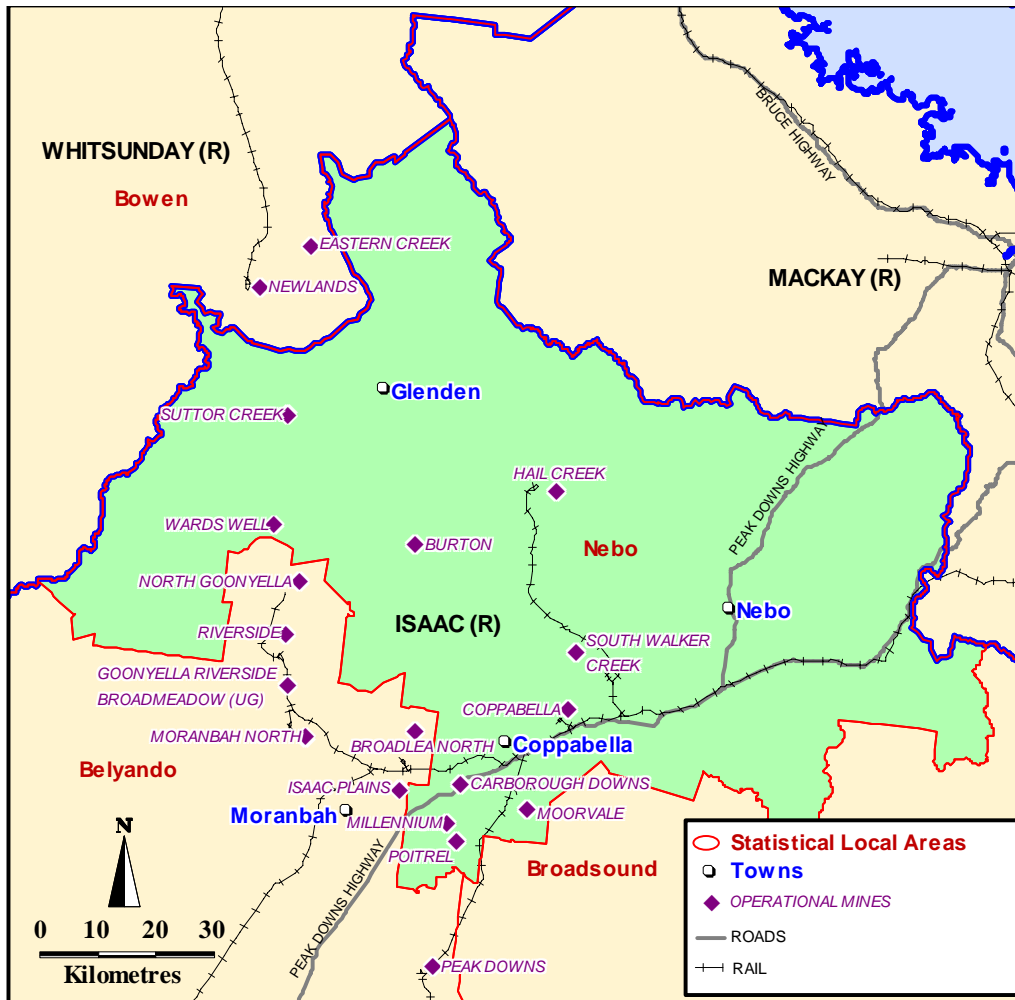 BRUCE HIGHWAY
WHITSUNDAY (R)
Bowen
EASTERN CREEK
NEWLANDS
MACKAY (R)
Glenden
SUTTOR CREEK
PEAK DOWNS HIGHWAY
HAIL CREEK
WARDS WELL
BURTON
Nebo
NORTH GOONYELLA
Nebo
ISAAC (R)
RIVERSIDE
SOUTH WALKER
CREEK
GOONYELLA RIVERSIDE
BROADMEADOW (UG)
COPPABELLA
MORANBAH NORTH
BROADLEA NORTH
Coppabella
Belyando
ISAAC PLAINS
CARBOROUGH DOWNS
Moranbah
MILLENNIUM
MOORVALE
POITREL
Broadsound
PEAK DOWNS HIGHWAY
PEAK DOWNS
N
0 10 20 30
Kilometres
Statistical Local Areas
Towns
OPERATIONAL MINES
ROADS
RAIL